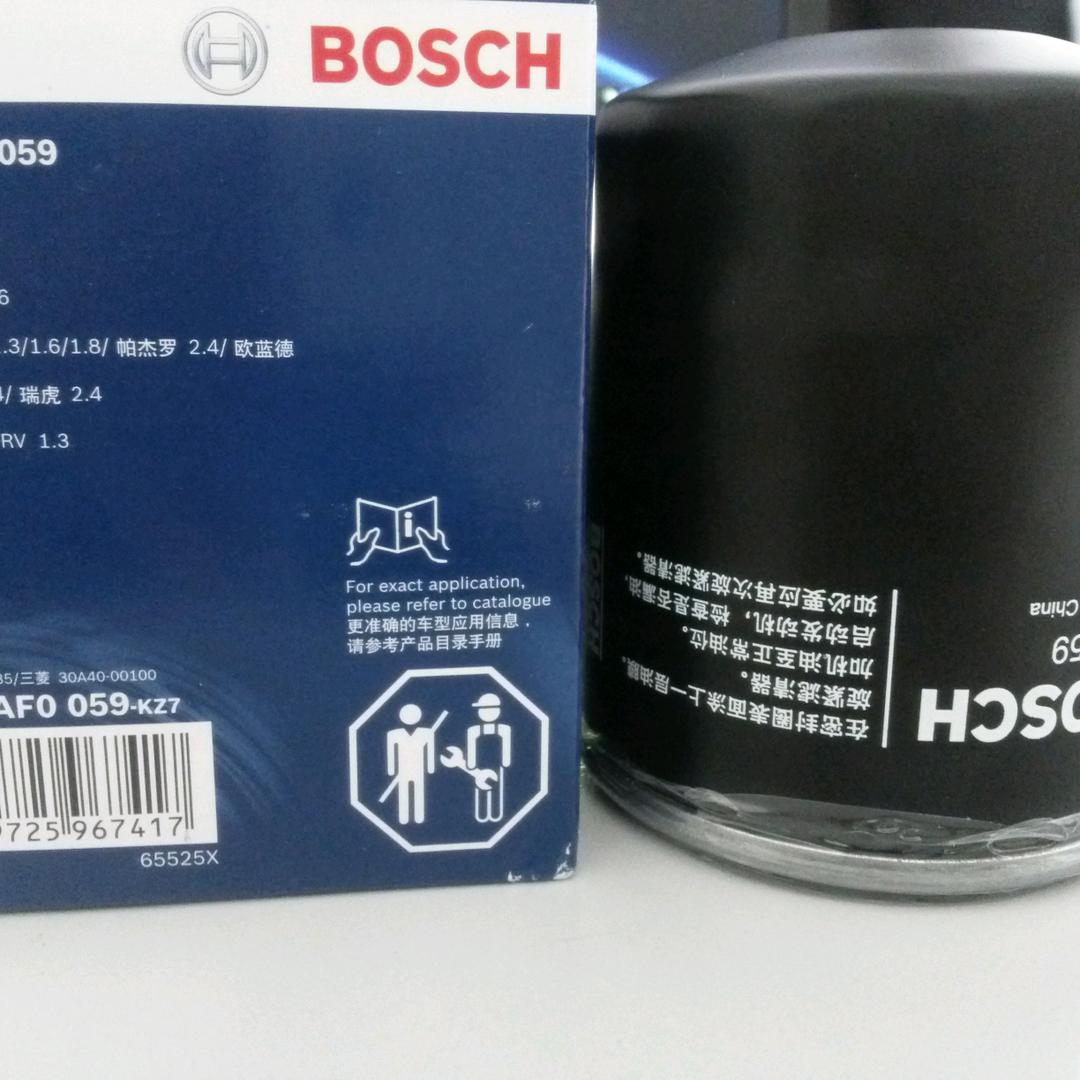 BOSCH
059
6
.3/1.6/1.8/ 帕杰罗 2.4/ 欧蓝德
/ 瑞虎 2.4
RV 1.3
For exact application,
please refer to catalogue
更准确的车型应用信息，
请参考产品目录手册
35/三菱 30A40-00100
AF0 059-KZ7
9725 967417
65525X
BOSCH
OSCH
59
China
在密封圈表面涂上一层油膜
旋紧滤清器。
加机油至正常油位。
启动发动机，检查是否漏油，
如必要应再次旋紧滤清器。